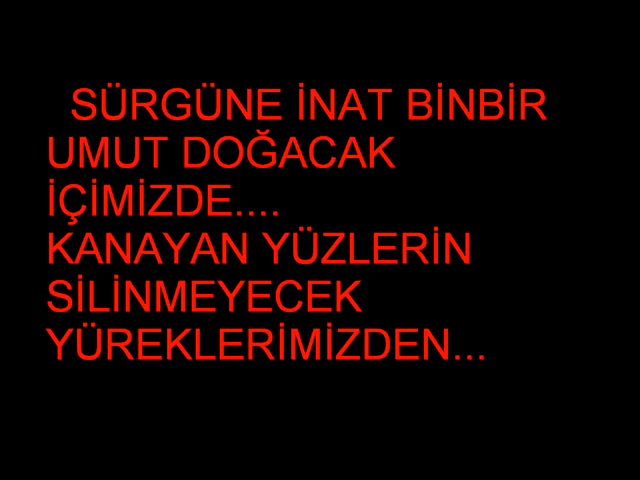 SÜRGÜNE İNAT BİNBİR
UMUT DOĞACAK
İÇİMİZDE....
KANAYAN YÜZLERİN
SİLİNMEYECEK
YÜREKLERİMİZDEN...